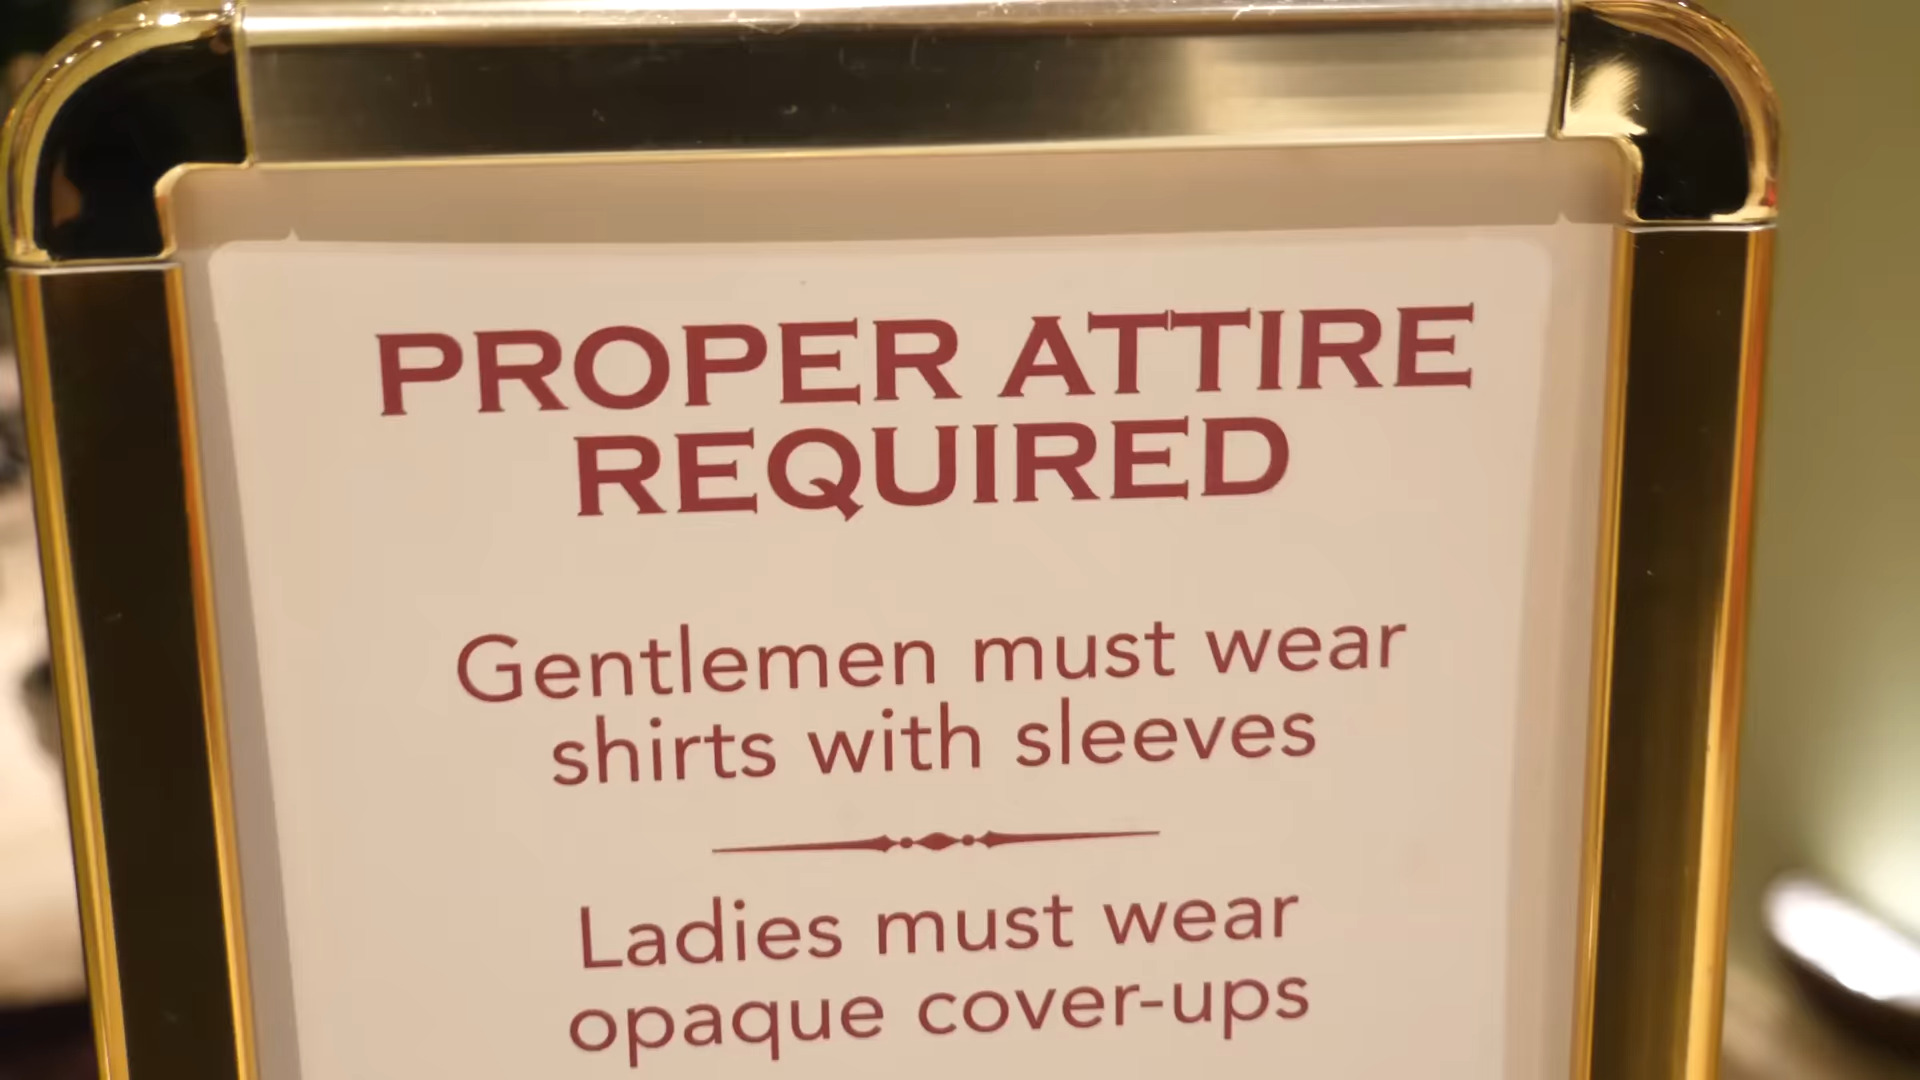 PROPER ATTIRE
REQUIRED
Gentlemen must wear
shirts with sleeves
Ladies must wear
opaque cover-ups